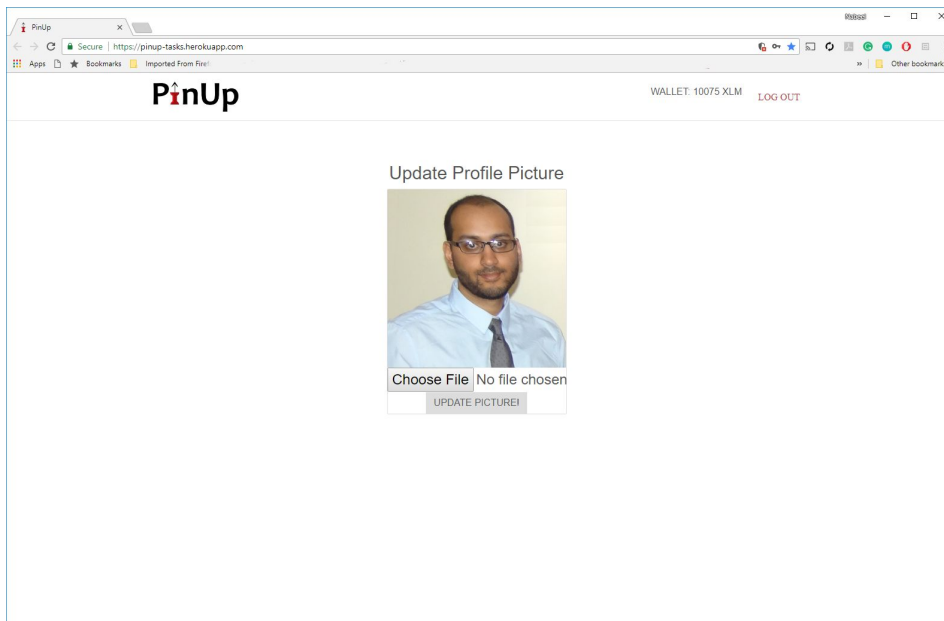 PinUp
Nabeel
Secure | https://pinup-tasks.herokuapp.com
Apps Bookmarks Imported From Firef
» Other bookmark
PinUp
WALLET: 10075 XLM LOG OUT
Update Profile Picture
Choose File No file chosen
UPDATE PICTURE!